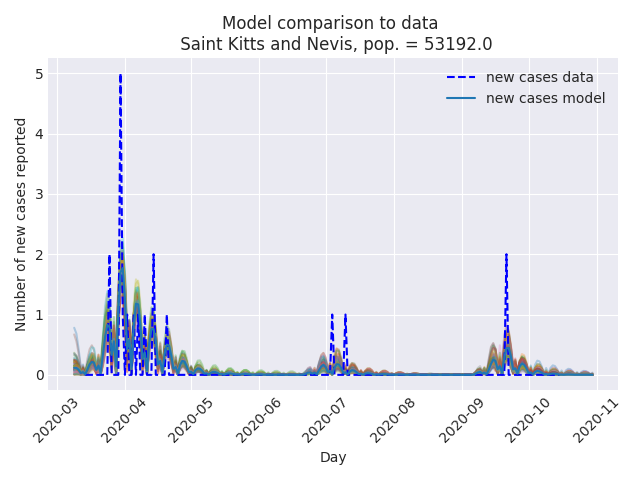 Model comparison to data
Saint Kitts and Nevis, pop. = 53192.0
new cases data
new cases model
Number of new cases reported
5
4
3
2
1
0
2020-03
2020-04
2020-05
2020-06
2020-07
2020-08
2020-09
2020-10
2020-11
Day